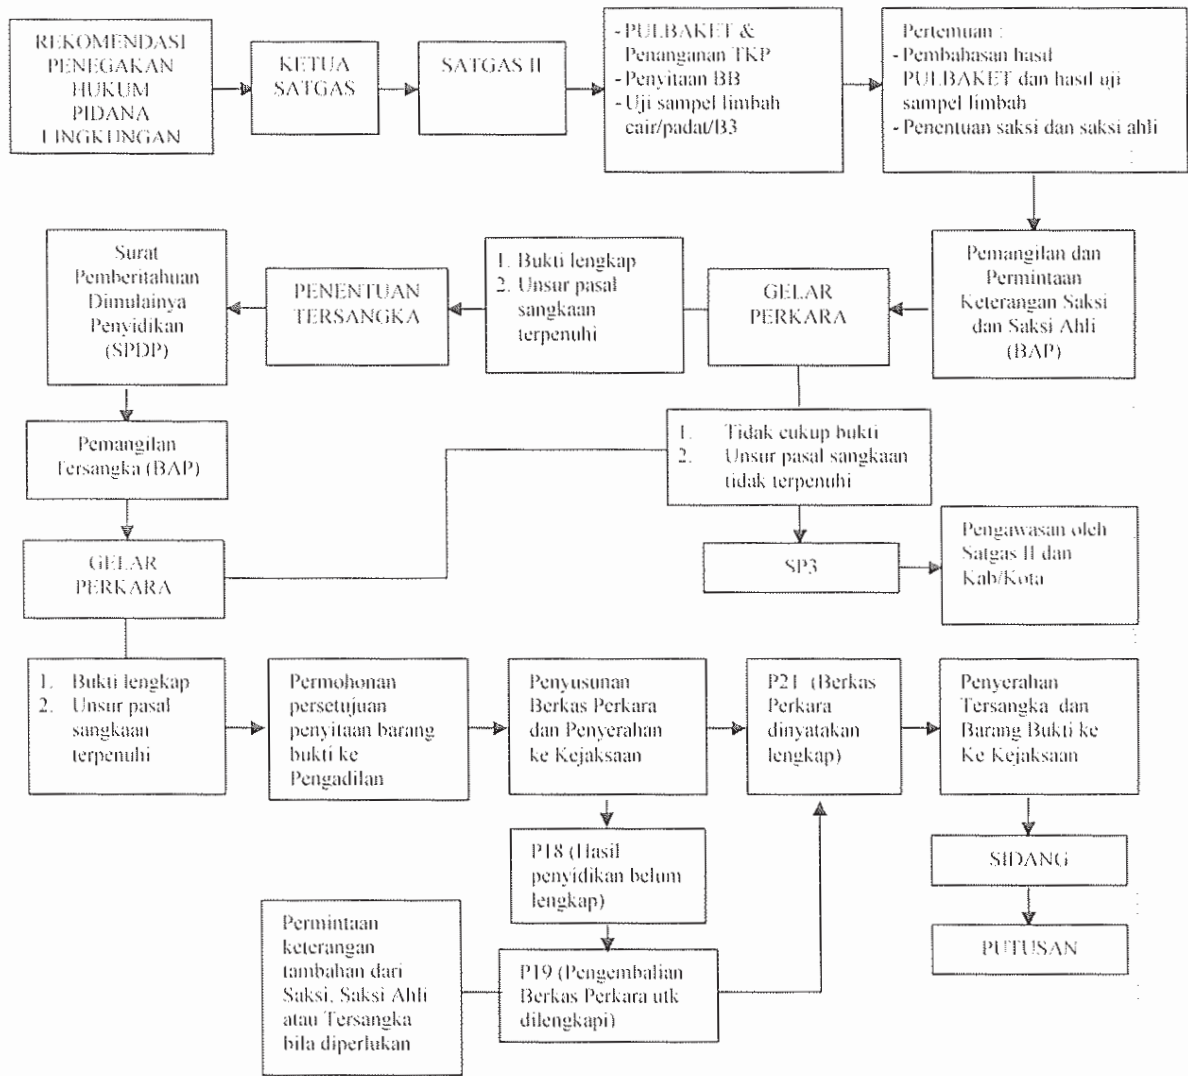 REKOMENDASI
PENEGAKAN
HUKUM
PIDANA
LINGKUNGAN
KETUA
SATGAS
SATGAS II
- PULBAKET &
Penanganan TKP
- Penyitaan BB
- Uji sampel limbah
cair/padat/B3
Pertemuan :
- Pembahasan hasil
PULBAKET dan hasil uji
sampel limbah
- Penentuan saksi dan saksi ahli
Surat
Pemberitahuan
Dimulainya
Penyidikan
(SPDP)
PENENTUAN
TERSANGKA
1. Bukti lengkap
2. Unsur pasal
sangkaan
terpenuhi
GELAR
PERKARA
Pemangilan dan
Permintaan
Keterangan Saksi
dan Saksi Ahli
(BAP)
Pemangilan
Tersangka (BAP)
1. Tidak cukup bukti
2. Unsur pasal sangkaan
tidak terpenuhi
GELAR
PERKARA
SP3
Pengawasan oleh
Satgas II dan
Kab/Kota
1. Bukti lengkap
2. Unsur pasal
sangkaan
terpenuhi
Permohonan
persetujuan
penyitaan barang
bukti ke
Pengadilan
Penyusunan
Berkas Perkara
dan Penyerahan
ke Kejaksaan
P21 (Berkas
Perkara
dinyatakan
lengkap)
Penyerahan
Tersangka dan
Barang Bukti ke
Ke Kejaksaan
P18 (Hasil
penyidikan belum
lengkap)
SIDANG
Permintaan
keterangan
tambahan dari
Saksi, Saksi Ahli
atau Tersangka
bila diperlukan
P19 (Pengembalian
Berkas Perkara utk
dilengkapi)
PUTUSAN